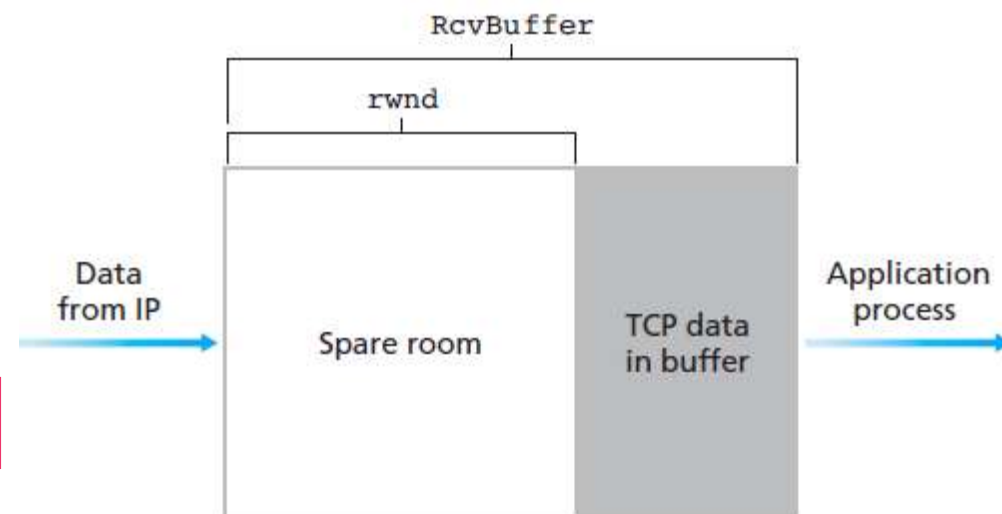 RcvBuffer
rwnd
Data
from IP
Spare room
TCP data
in buffer
Application
process